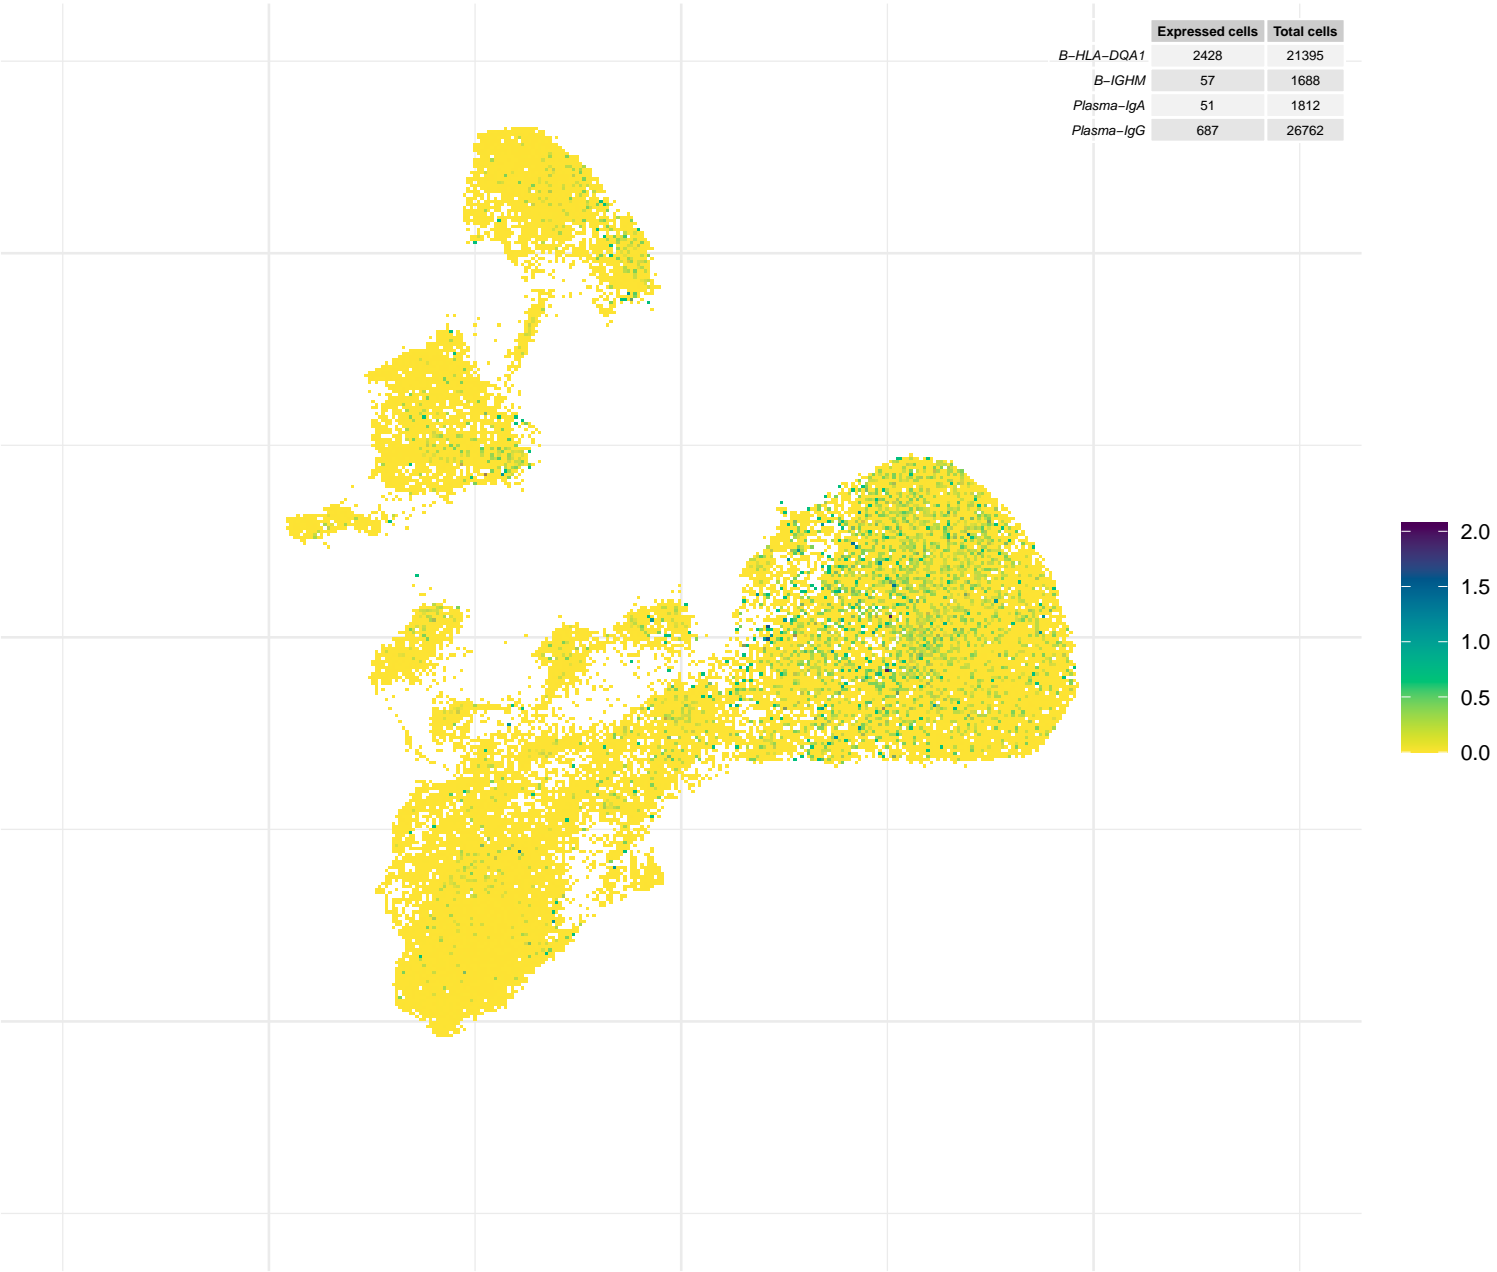 Expressed cells Total cells
B−HLA−DQA1 2428 21395
B−IGHM 57 1688
Plasma−IgA 51 1812
Plasma−IgG 687 26762
2.0
1.5
1.0
0.5
0.0